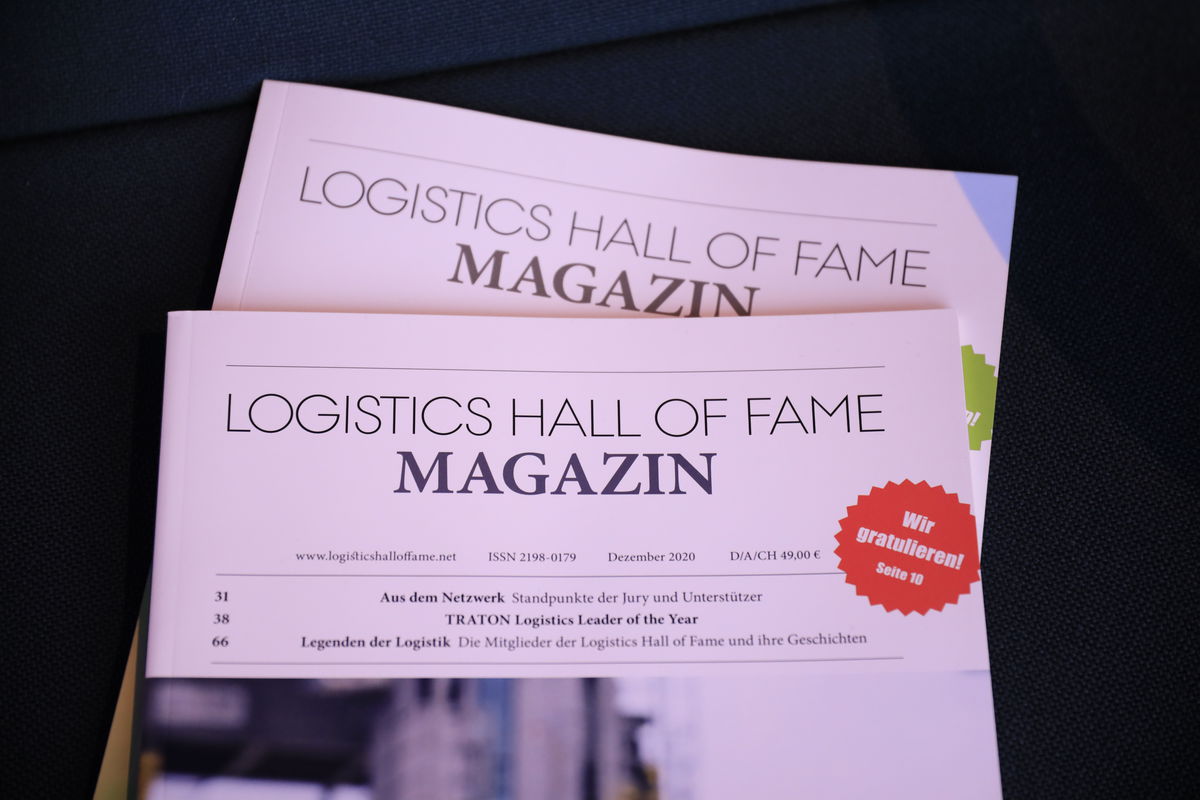 LOGISTICS HALL OF FAME
MAGAZIN
LOGISTICS HALL OF FAME
MAGAZIN
www.logisticshalloffame.net ISSN 2198-0179 Dezember 2020 D/A/CH 49,00 €
Wir
gratulieren!
Seite 10
31 Aus dem Netzwerk Standpunkte der Jury und Unterstützer
38 TRATON Logistics Leader of the Year
66 Legenden der Logistik Die Mitglieder der Logistics Hall of Fame und ihre Geschichten